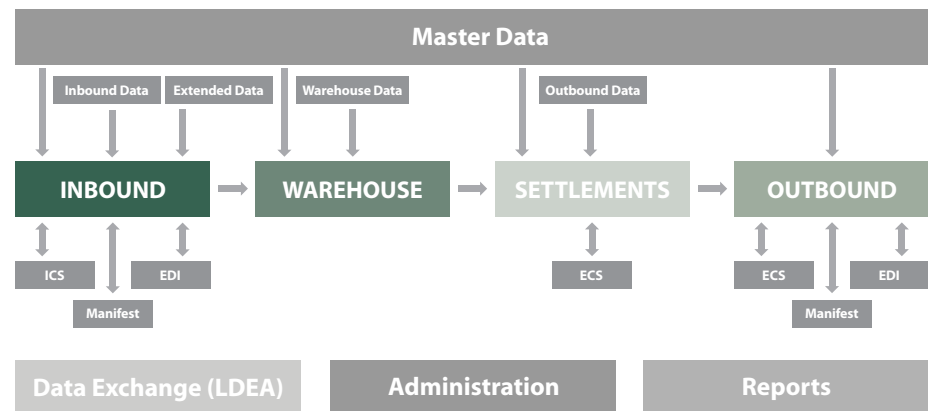 Master Data
Inbound Data
Extended Data
Warehouse Data
Outbound Data
INBOUND
WAREHOUSE
SETTLEMENTS
OUTBOUND
ICS
EDI
ECS
ECS
EDI
Manifest
Manifest
Data Exchange (LDEA)
Administration
Reports